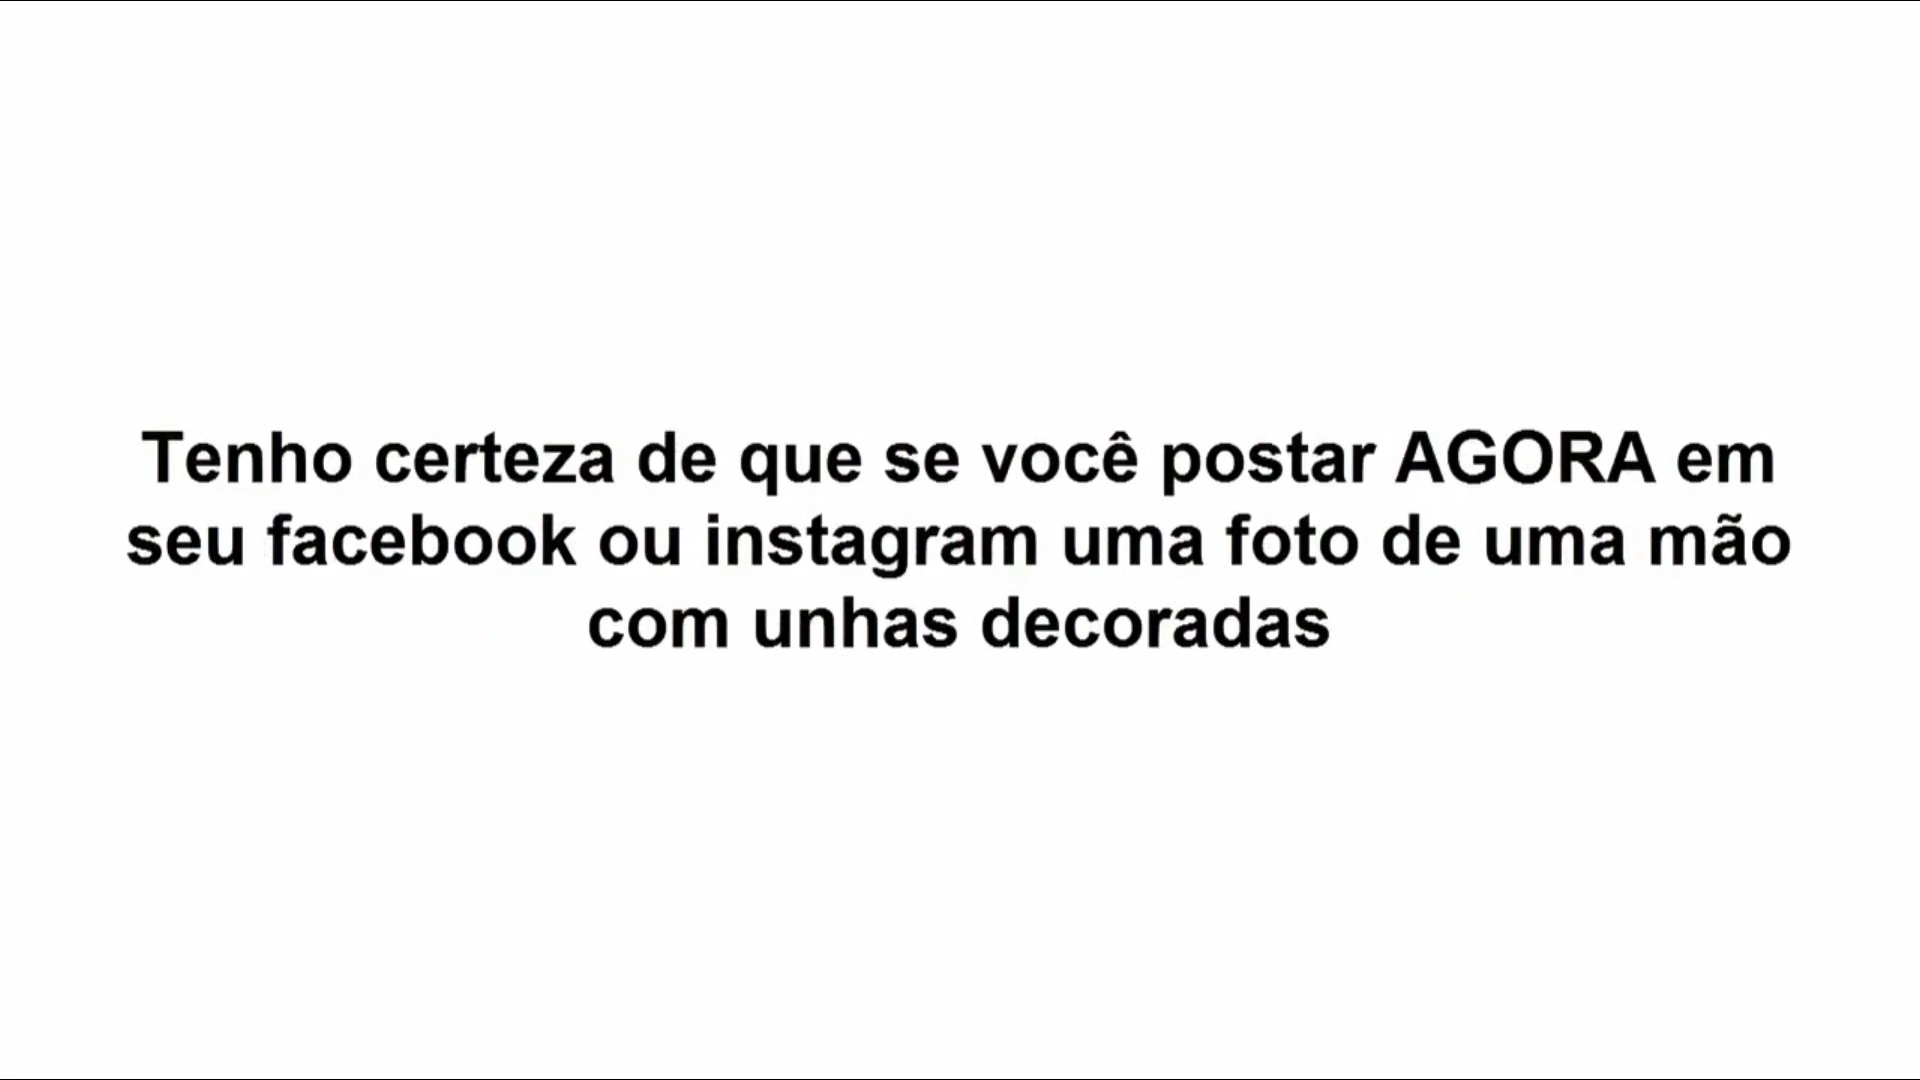 Tenho certeza de que se você postar AGORA em
seu facebook ou instagram uma foto de uma mão
com unhas decoradas